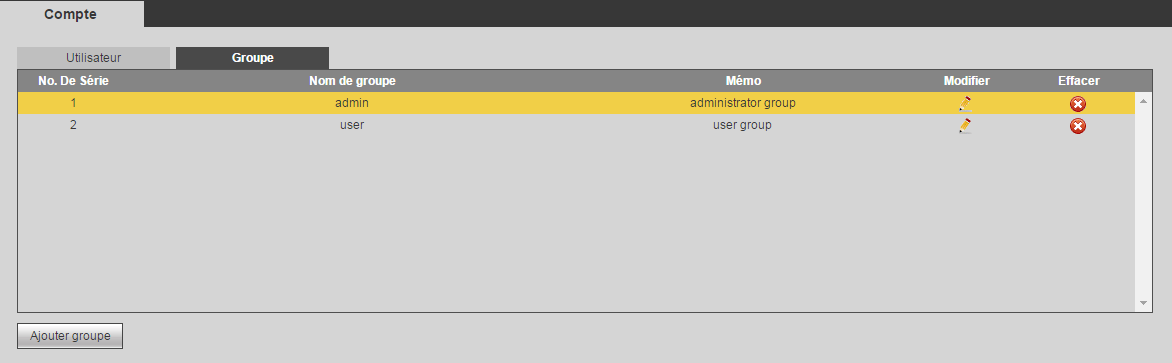 Compte
Utilisateur Groupe
No. De Série Nom de groupe Mémo Modifier Effacer
1 admin administrator group
2 user user group
Ajouter groupe